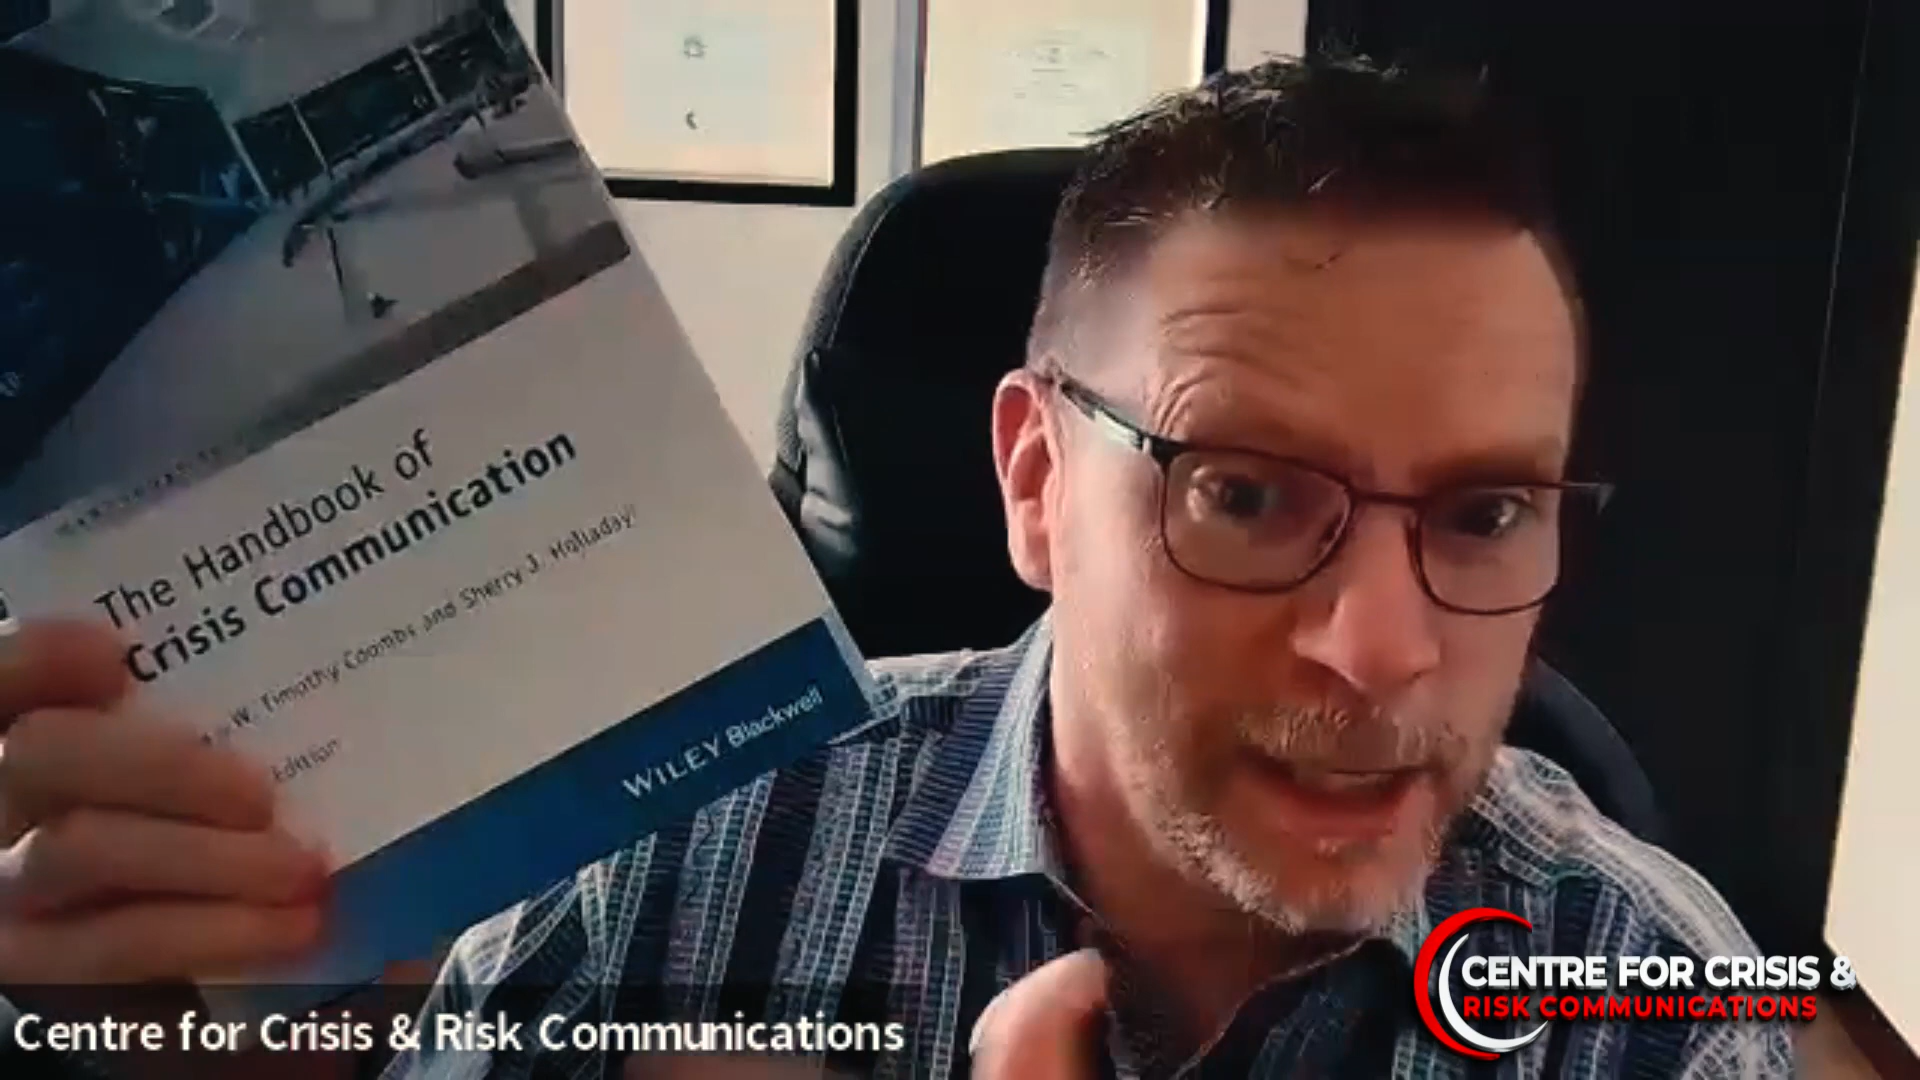 The Handbook of
Crisis Communication
W. Timothy Coombs and Sherry J. Holladay
Edition
WILEY Blackwell
Centre for Crisis & Risk Communications
CENTRE FOR CRISIS &
RISK COMMUNICATIONS